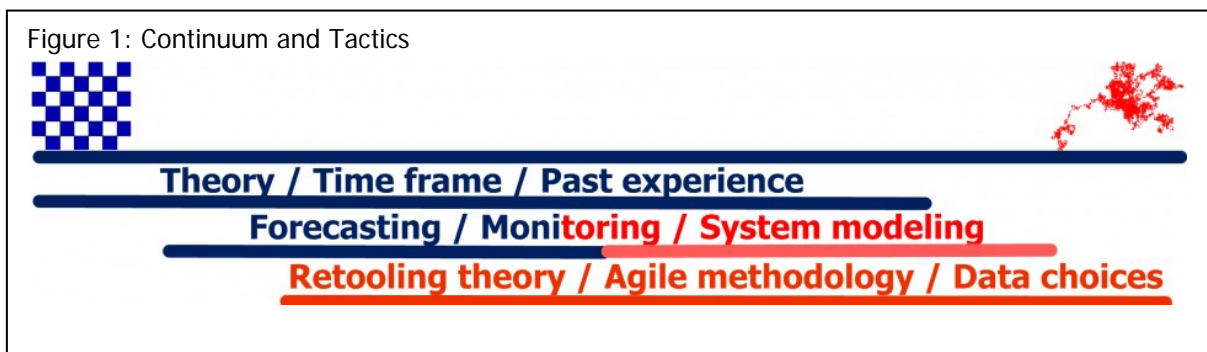 Figure 1: Continuum and Tactics
Theory / Time frame / Past experience
Forecasting / Monitoring / System modeling
Retooling theory / Agile methodology / Data choices